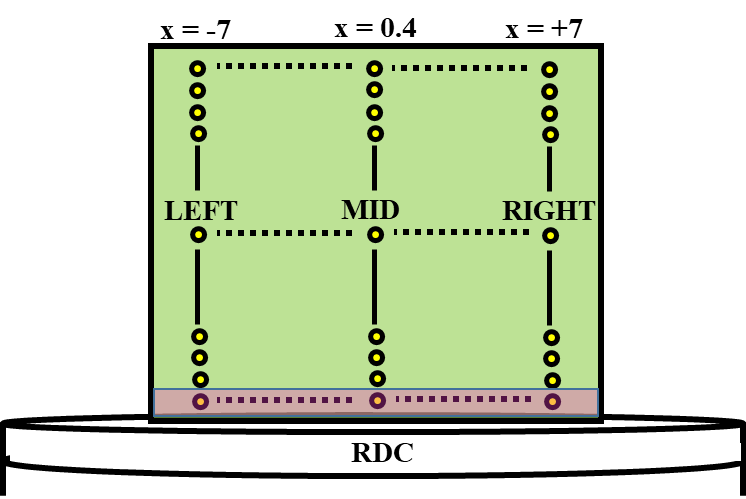 x = -7 x = 0.4 x = +7
LEFT MID RIGHT
RDC